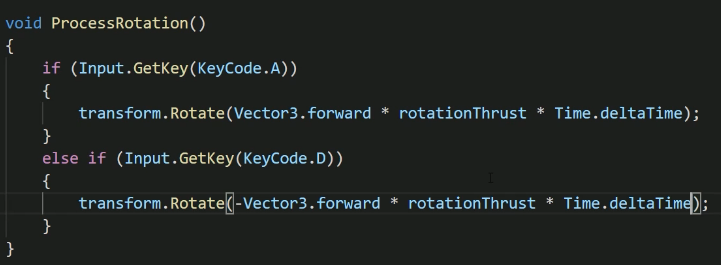 void ProcessRotation()
{
    if (Input.GetKey(KeyCode.A))
    {
        transform.Rotate(Vector3.forward * rotationThrust * Time.deltaTime);
    }
    else if (Input.GetKey(KeyCode.D))
    {
        transform.Rotate(-Vector3.forward * rotationThrust * Time.deltaTime);
    }
}